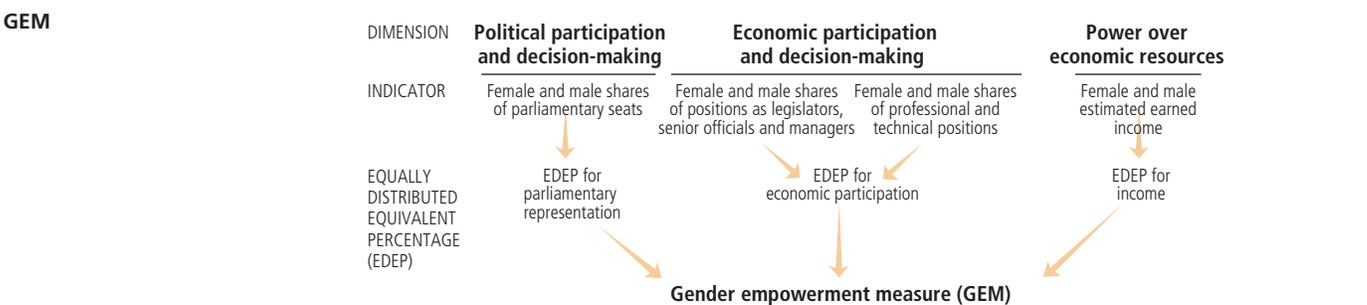 GEM
DIMENSION
Political participation
and decision-making
Economic participation
and decision-making
Power over
economic resources
INDICATOR
Female and male shares
of parliamentary seats
Female and male shares
of positions as legislators,
senior officials and managers
Female and male shares
of professional and
technical positions
Female and male
estimated earned
income
EQUALLY
DISTRIBUTED
EQUIVALENT
PERCENTAGE
(EDEP)
EDEP for
parliamentary
representation
EDEP for
economic participation
EDEP for
income
Gender empowerment measure (GEM)